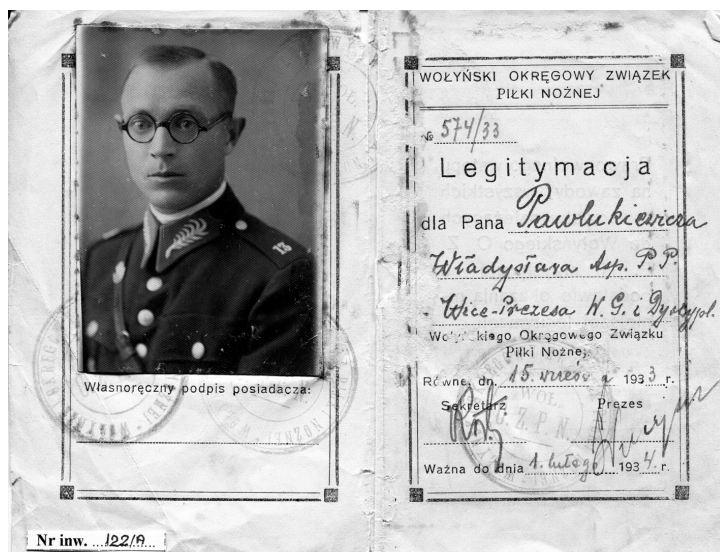 Własnoręczny podpis posiadacza:
Nr inw. 122/A
WOŁYŃSKI OKRĘGOWY ZWIĄZEK
PIŁKI NOŻNEJ
№ 574/33
Legitymacja
dla Pana Pawlukiewicza
Władysława Asp. P.P.
Wice-Prezesa W. G. i Dyscypl.
Wołyńskiego Okręgowego Związku
Piłki Nożnej
Równe, dn. 15 września 1933 r.
Sekretarz Prezes
Ważna do dnia 1. lutego 1934. r.
13